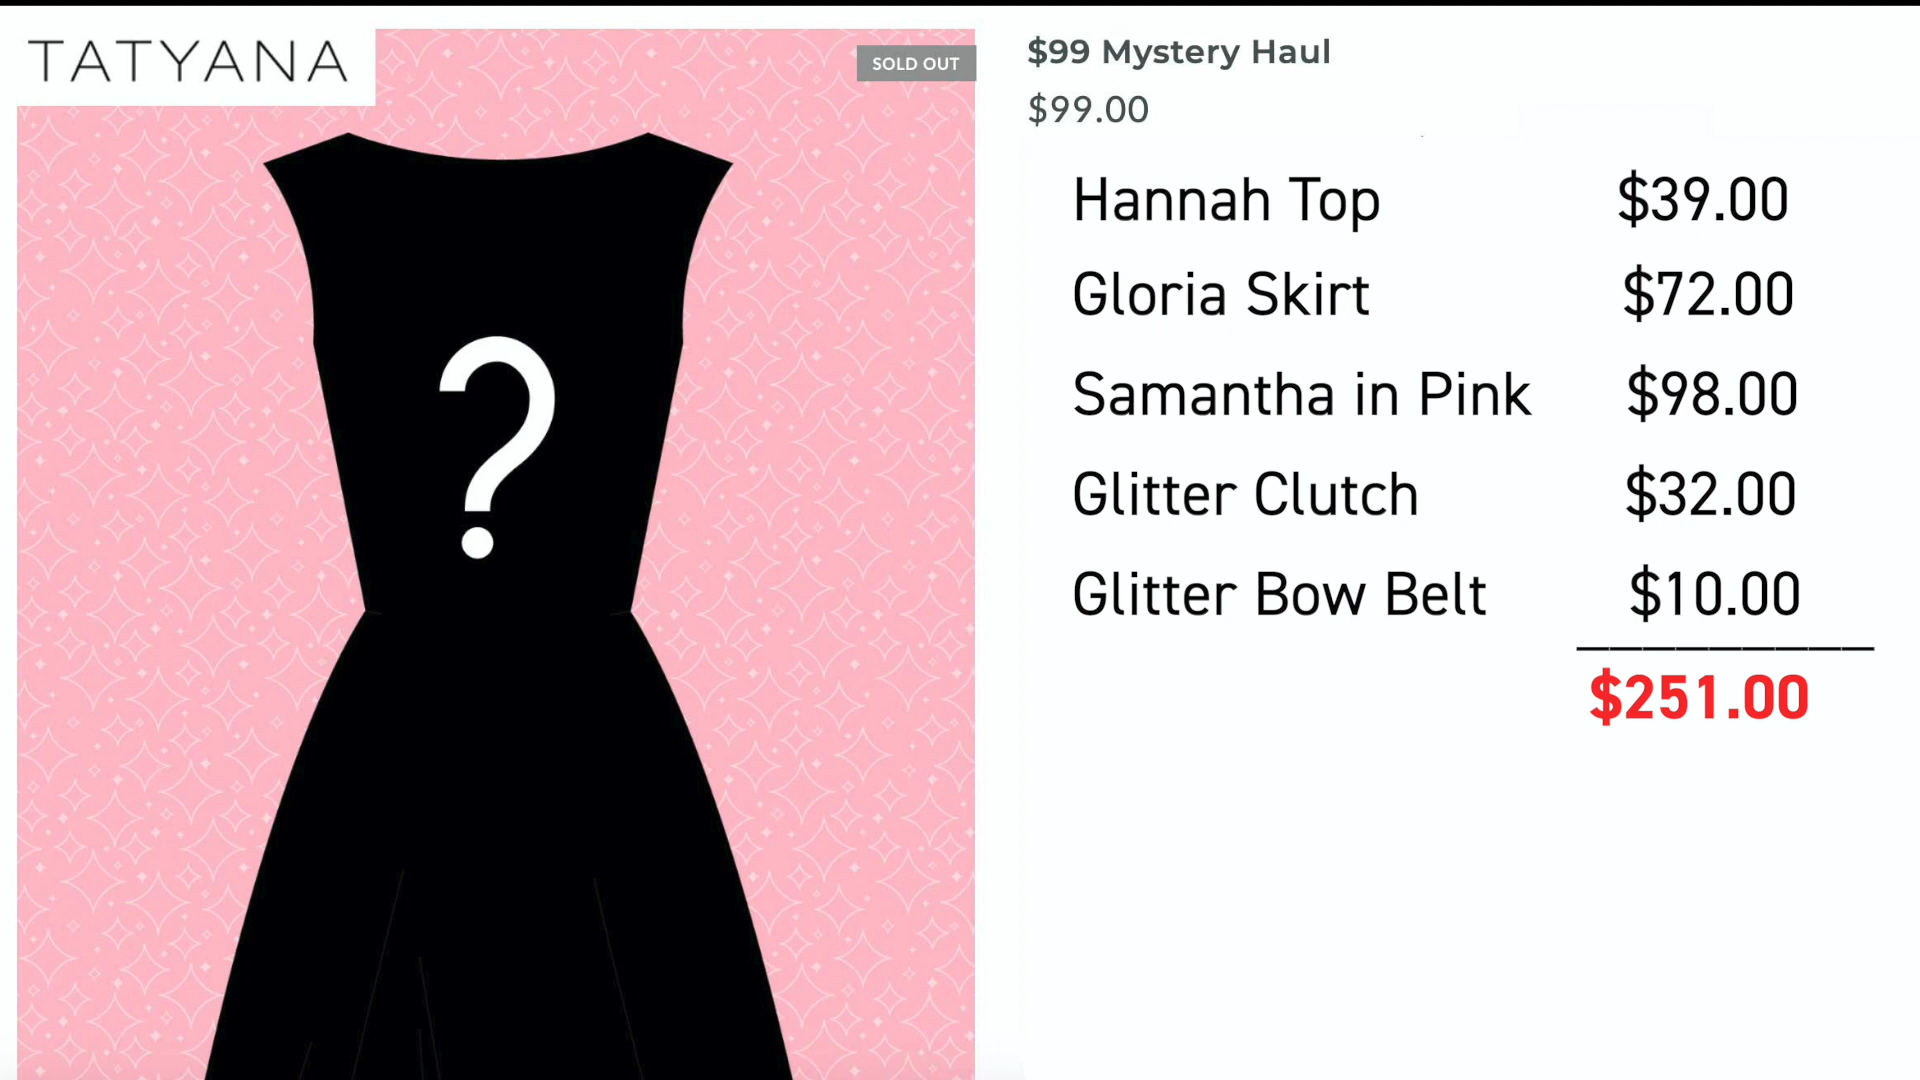 TATYANA
SOLD OUT
?
$99 Mystery Haul
$99.00
Hannah Top $39.00
Gloria Skirt $72.00
Samantha in Pink $98.00
Glitter Clutch $32.00
Glitter Bow Belt $10.00
$251.00